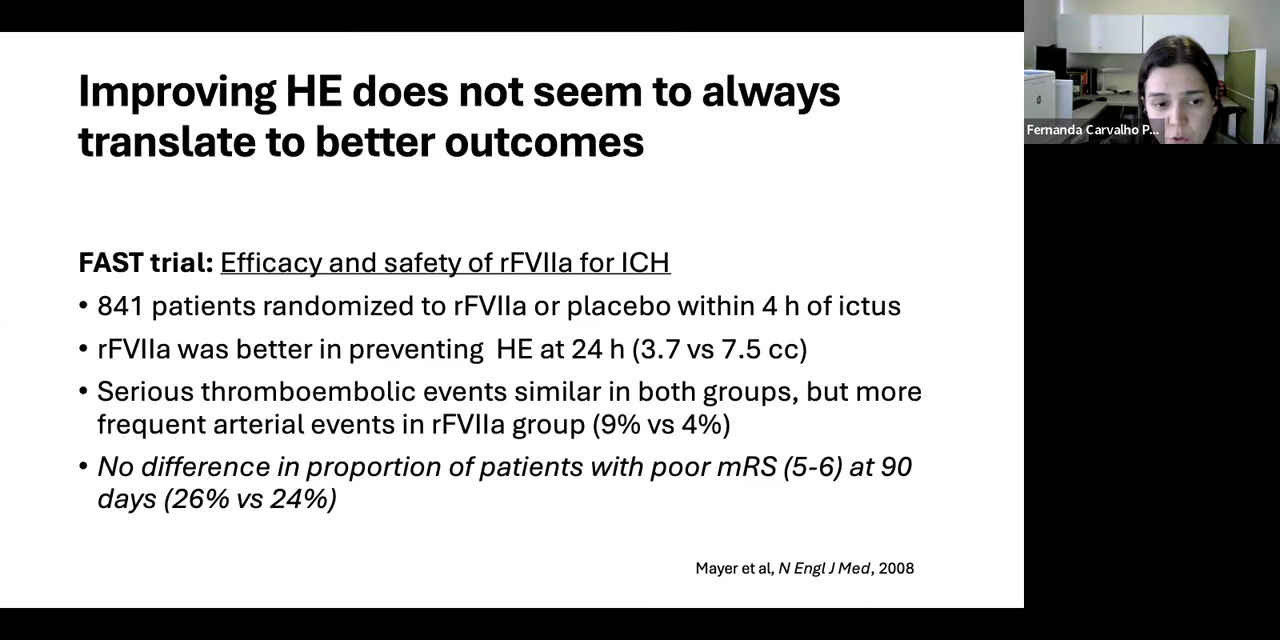 Improving HE does not seem to always
translate to better outcomes
FAST trial: Efficacy and safety of rFVIIa for ICH
• 841 patients randomized to rFVIIa or placebo within 4 h of ictus
• rFVIIa was better in preventing  HE at 24 h (3.7 vs 7.5 cc)
• Serious thromboembolic events similar in both groups, but more
frequent arterial events in rFVIIa group (9% vs 4%)
• No difference in proportion of patients with poor mRS (5-6) at 90
days (26% vs 24%)
Mayer et al, N Engl J Med, 2008
Fernanda Carvalho P...